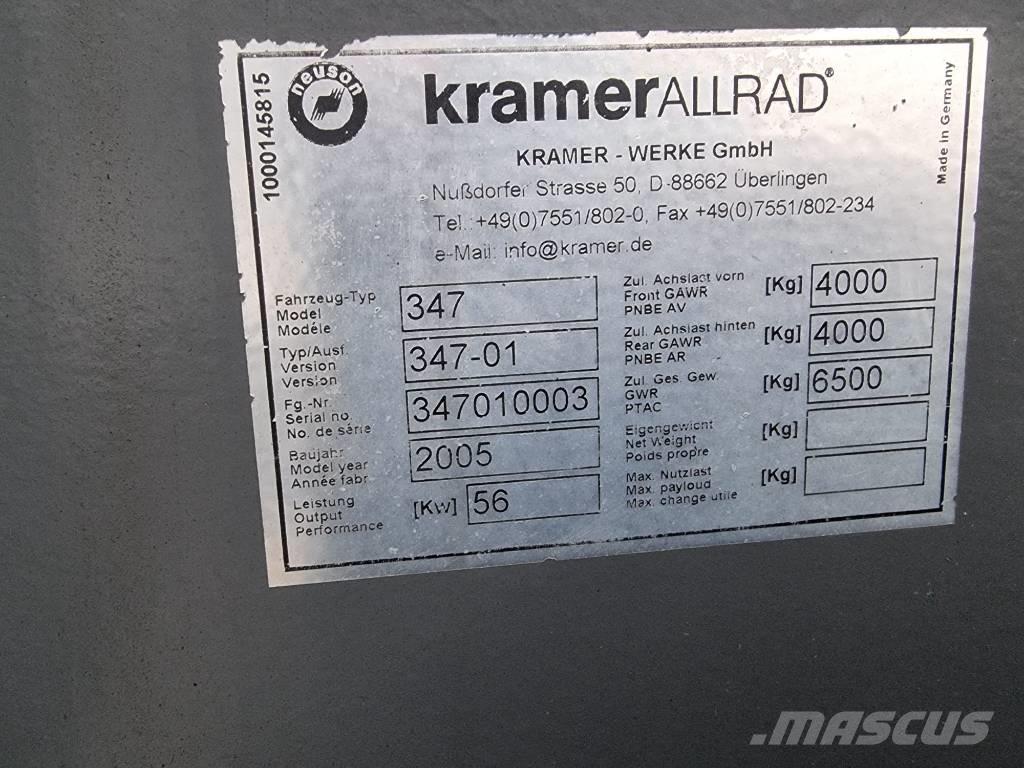 1000145815
neuson
kramerALLRAD®
Made in Germany
KRAMER - WERKE GmbH
Nußdorfer Strasse 50, D-88662 Überlingen
Tel.: +49(0)7551/802-0, Fax +49(0)7551/802-234
e-Mail: info@kramer.de
Fahrzeug-Typ
Model
Modéle
347
Typ/Ausf.
Version
Version
347-01
Fg.-Nr.
Serial no.
No. de série
347010003
Baujahr
Model year
Année fabr.
2005
Leistung
Output
Performance
[Kw] 56
Zul. Achslast vorn
Front GAWR
PNBE AV
[Kg] 4000
Zul. Achslast hinten
Rear GAWR
PNBE AR
[Kg] 4000
Zul. Ges. Gew.
GWR
PTAC
[Kg] 6500
Eigengewicht
Net Weight
Poids propre
[Kg]
Max. Nutzlast
Max. payloud
Max. change utile
[Kg]
.MASCUS